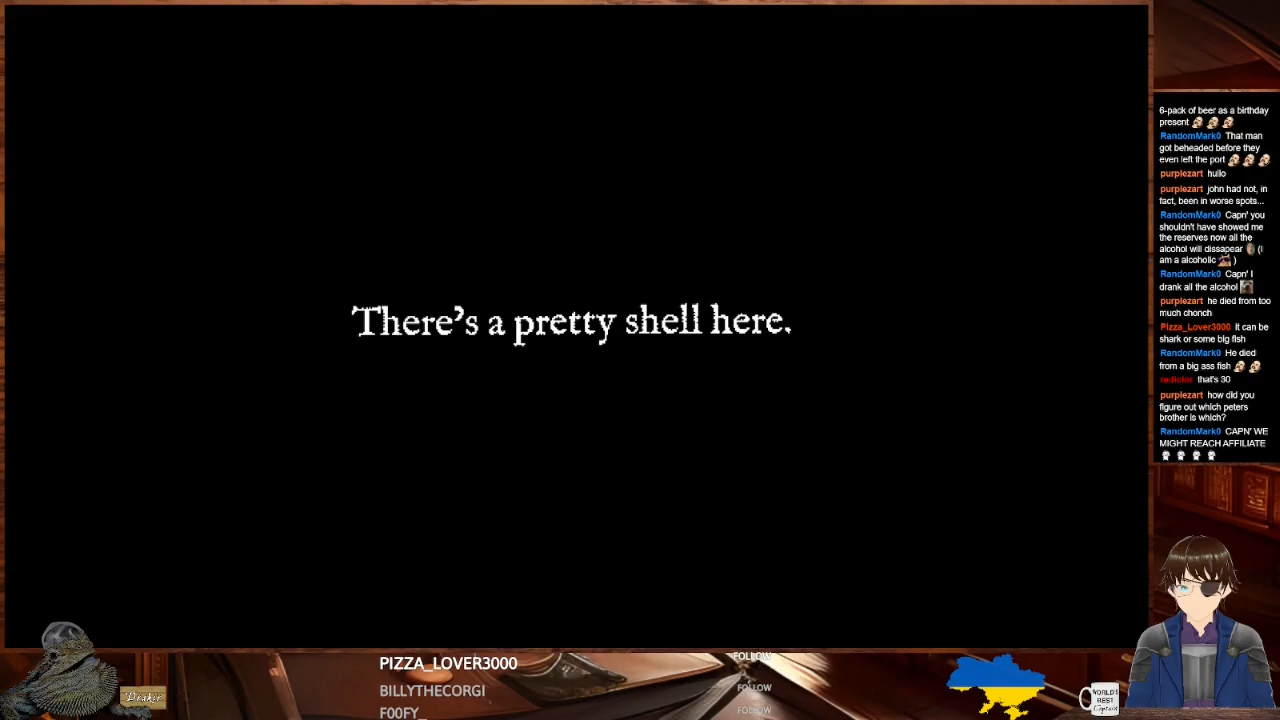 There's a pretty shell here.
6-pack of beer as a birthday
present
RandomMark0 That man
got beheaded before they
even left the port
purplezart hullo
purplezart john had not, in
fact, been in worse spots...
RandomMark0 Capn' you
shouldn't have showed me
the reserves now all the
alcohol will dissapear (I
am a alcoholic )
RandomMark0 Capn' I
drank all the alcohol
purplezart he died from too
much chonch
Pizza_Lover3000 It can be
shark or some big fish
RandomMark0 He died
from a big ass fish
redictor that's 30
purplezart how did you
figure out which peters
brother is which?
RandomMark0 CAPN' WE
MIGHT REACH AFFILIATE
PIZZA_LOVER3000 FOLLOW
BILLYTHECORGI FOLLOW
F00FY_ FOLLOW
Drake
WORLD'S
BEST
Captain